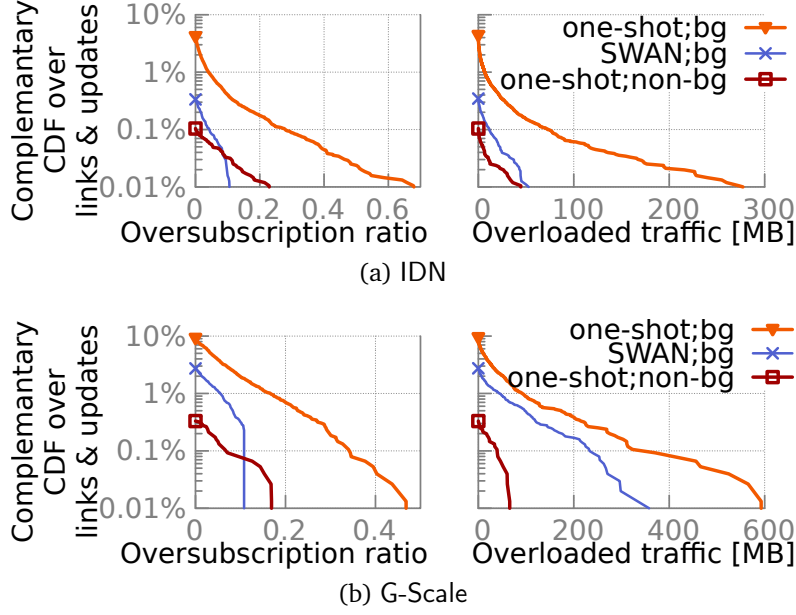 Complemantary
CDF over
links & updates
10%
1%
0.1%
0.01%
0
0.2
0.4
0.6
Oversubscription ratio
one-shot;bg
SWAN;bg
one-shot;non-bg
0
100
200
300
Overloaded traffic [MB]
(a) IDN
Complemantary
CDF over
links & updates
10%
1%
0.1%
0.01%
0
0.2
0.4
Oversubscription ratio
one-shot;bg
SWAN;bg
one-shot;non-bg
0
200
400
600
Overloaded traffic [MB]
(b) G-Scale